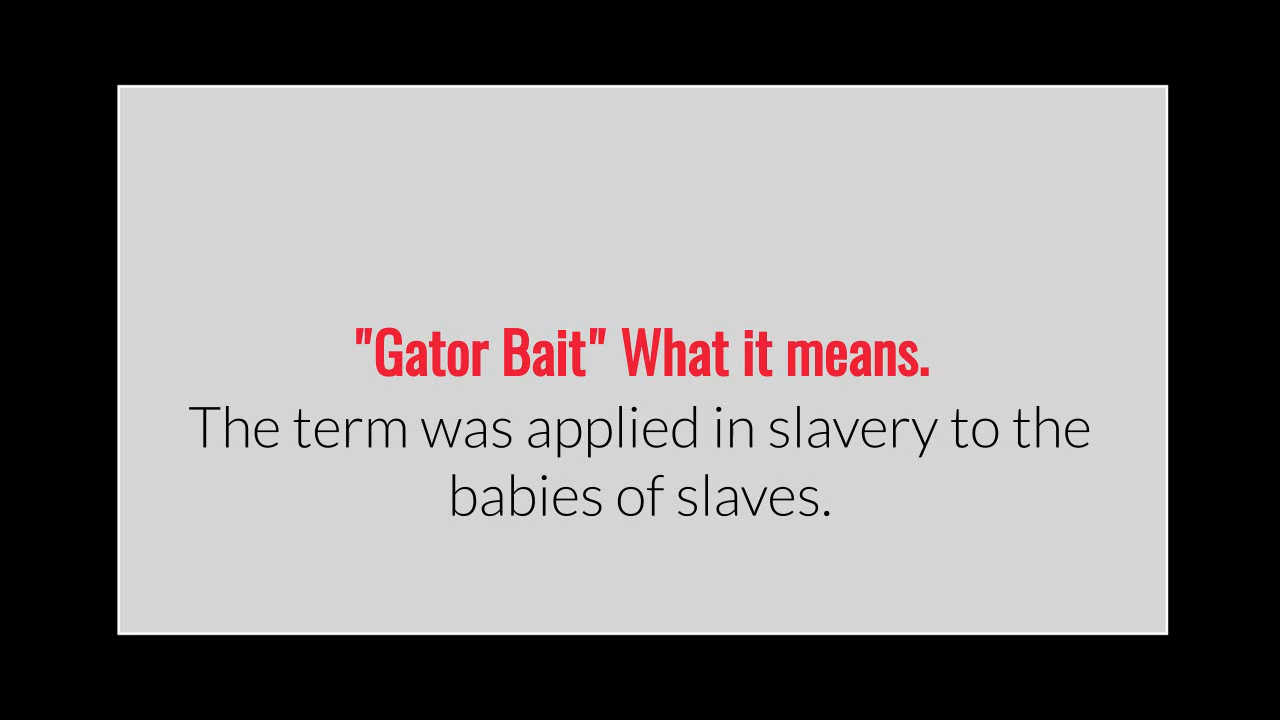 "Gator Bait" What it means.
The term was applied in slavery to the
babies of slaves.